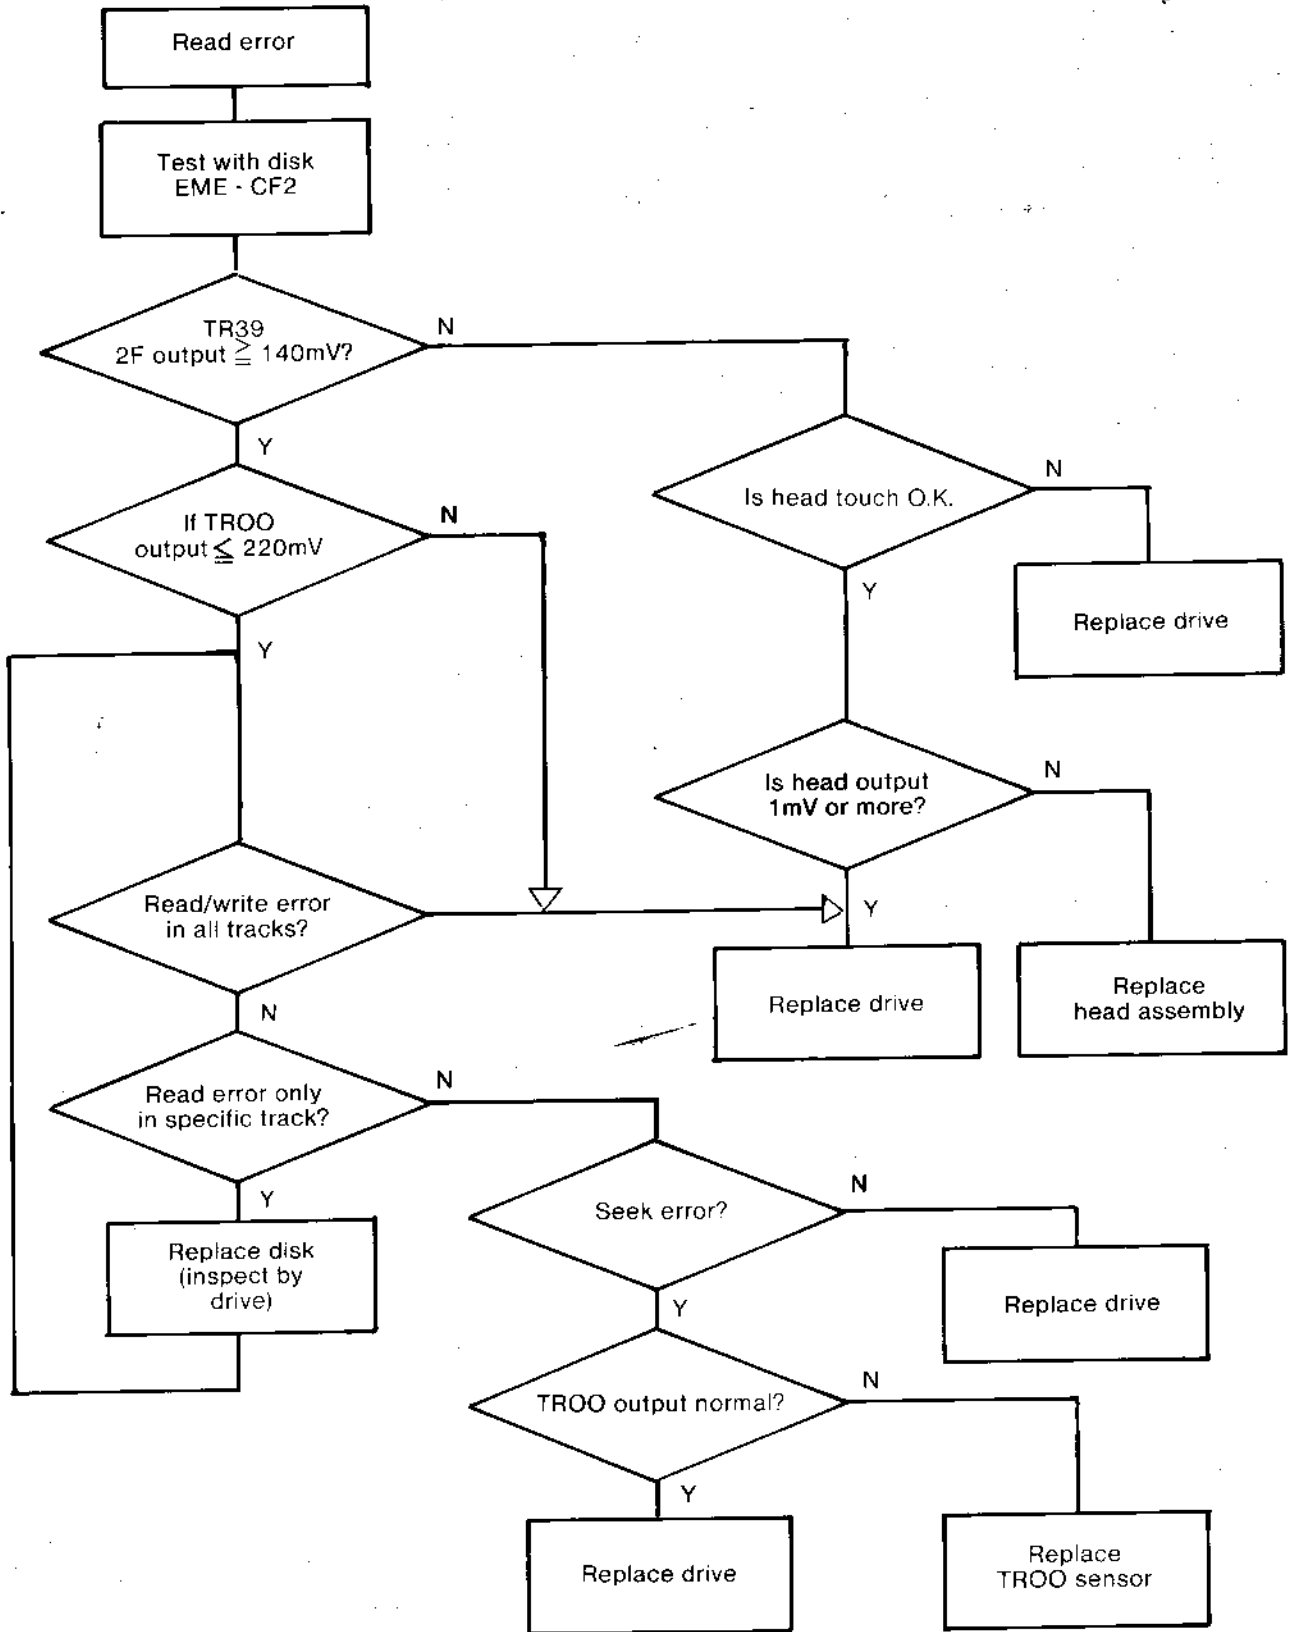 Read error
Test with disk
EME - CF2
TR39
2F output ≧ 140mV?
N
Y
If TROO
output ≦ 220mV
N
Y
Is head touch O.K.
N
Y
Replace drive
Is head output
1mV or more?
N
Y
Read/write error
in all tracks?
N
Replace drive
Replace
head assembly
Read error only
in specific track?
N
Y
Replace disk
(inspect by
drive)
Seek error?
N
Y
Replace drive
TROO output normal?
N
Y
Replace drive
Replace
TROO sensor